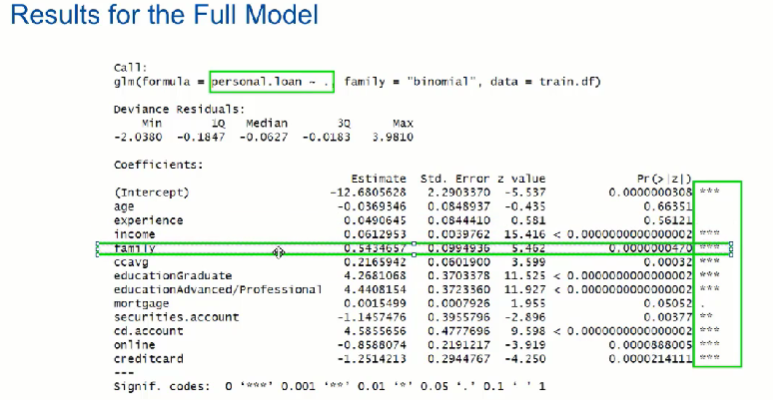 Results for the Full Model
Call:
glm(formula = personal.loan ~ ., family = "binomial", data = train.df)
Deviance Residuals:
Min 1Q Median 3Q Max
-2.0380 -0.1847 -0.0627 -0.0183 3.9810
Coefficients:
Estimate Std. Error z value Pr(>|z|)
(Intercept) -12.6805628 2.2903370 -5.537 0.0000000308 ***
age -0.0369346 0.0848937 -0.435 0.66351
experience 0.0490645 0.0844410 0.581 0.56121
income 0.0612953 0.0039762 15.416 < 0.0000000000000002 ***
family 0.5434657 0.0994936 5.462 0.0000000470 ***
ccavg 0.2165942 0.0601900 3.599 0.00032 ***
educationGraduate 4.2681068 0.3703378 11.525 < 0.0000000000000002 ***
educationAdvanced/Professional 4.4408154 0.3723360 11.927 < 0.0000000000000002 ***
mortgage 0.0015499 0.0007926 1.955 0.05052 .
securities.account -1.1457476 0.3955796 -2.896 0.00377 **
cd.account 4.5855656 0.4777696 9.598 < 0.0000000000000002 ***
online -0.8588074 0.2191217 -3.919 0.0000888005 ***
creditcard -1.2514213 0.2944767 -4.250 0.0000214111 ***
---
Signif. codes: 0 ‘***’ 0.001 ‘**’ 0.01 ‘*’ 0.05 ‘.’ 0.1 ‘ ’ 1